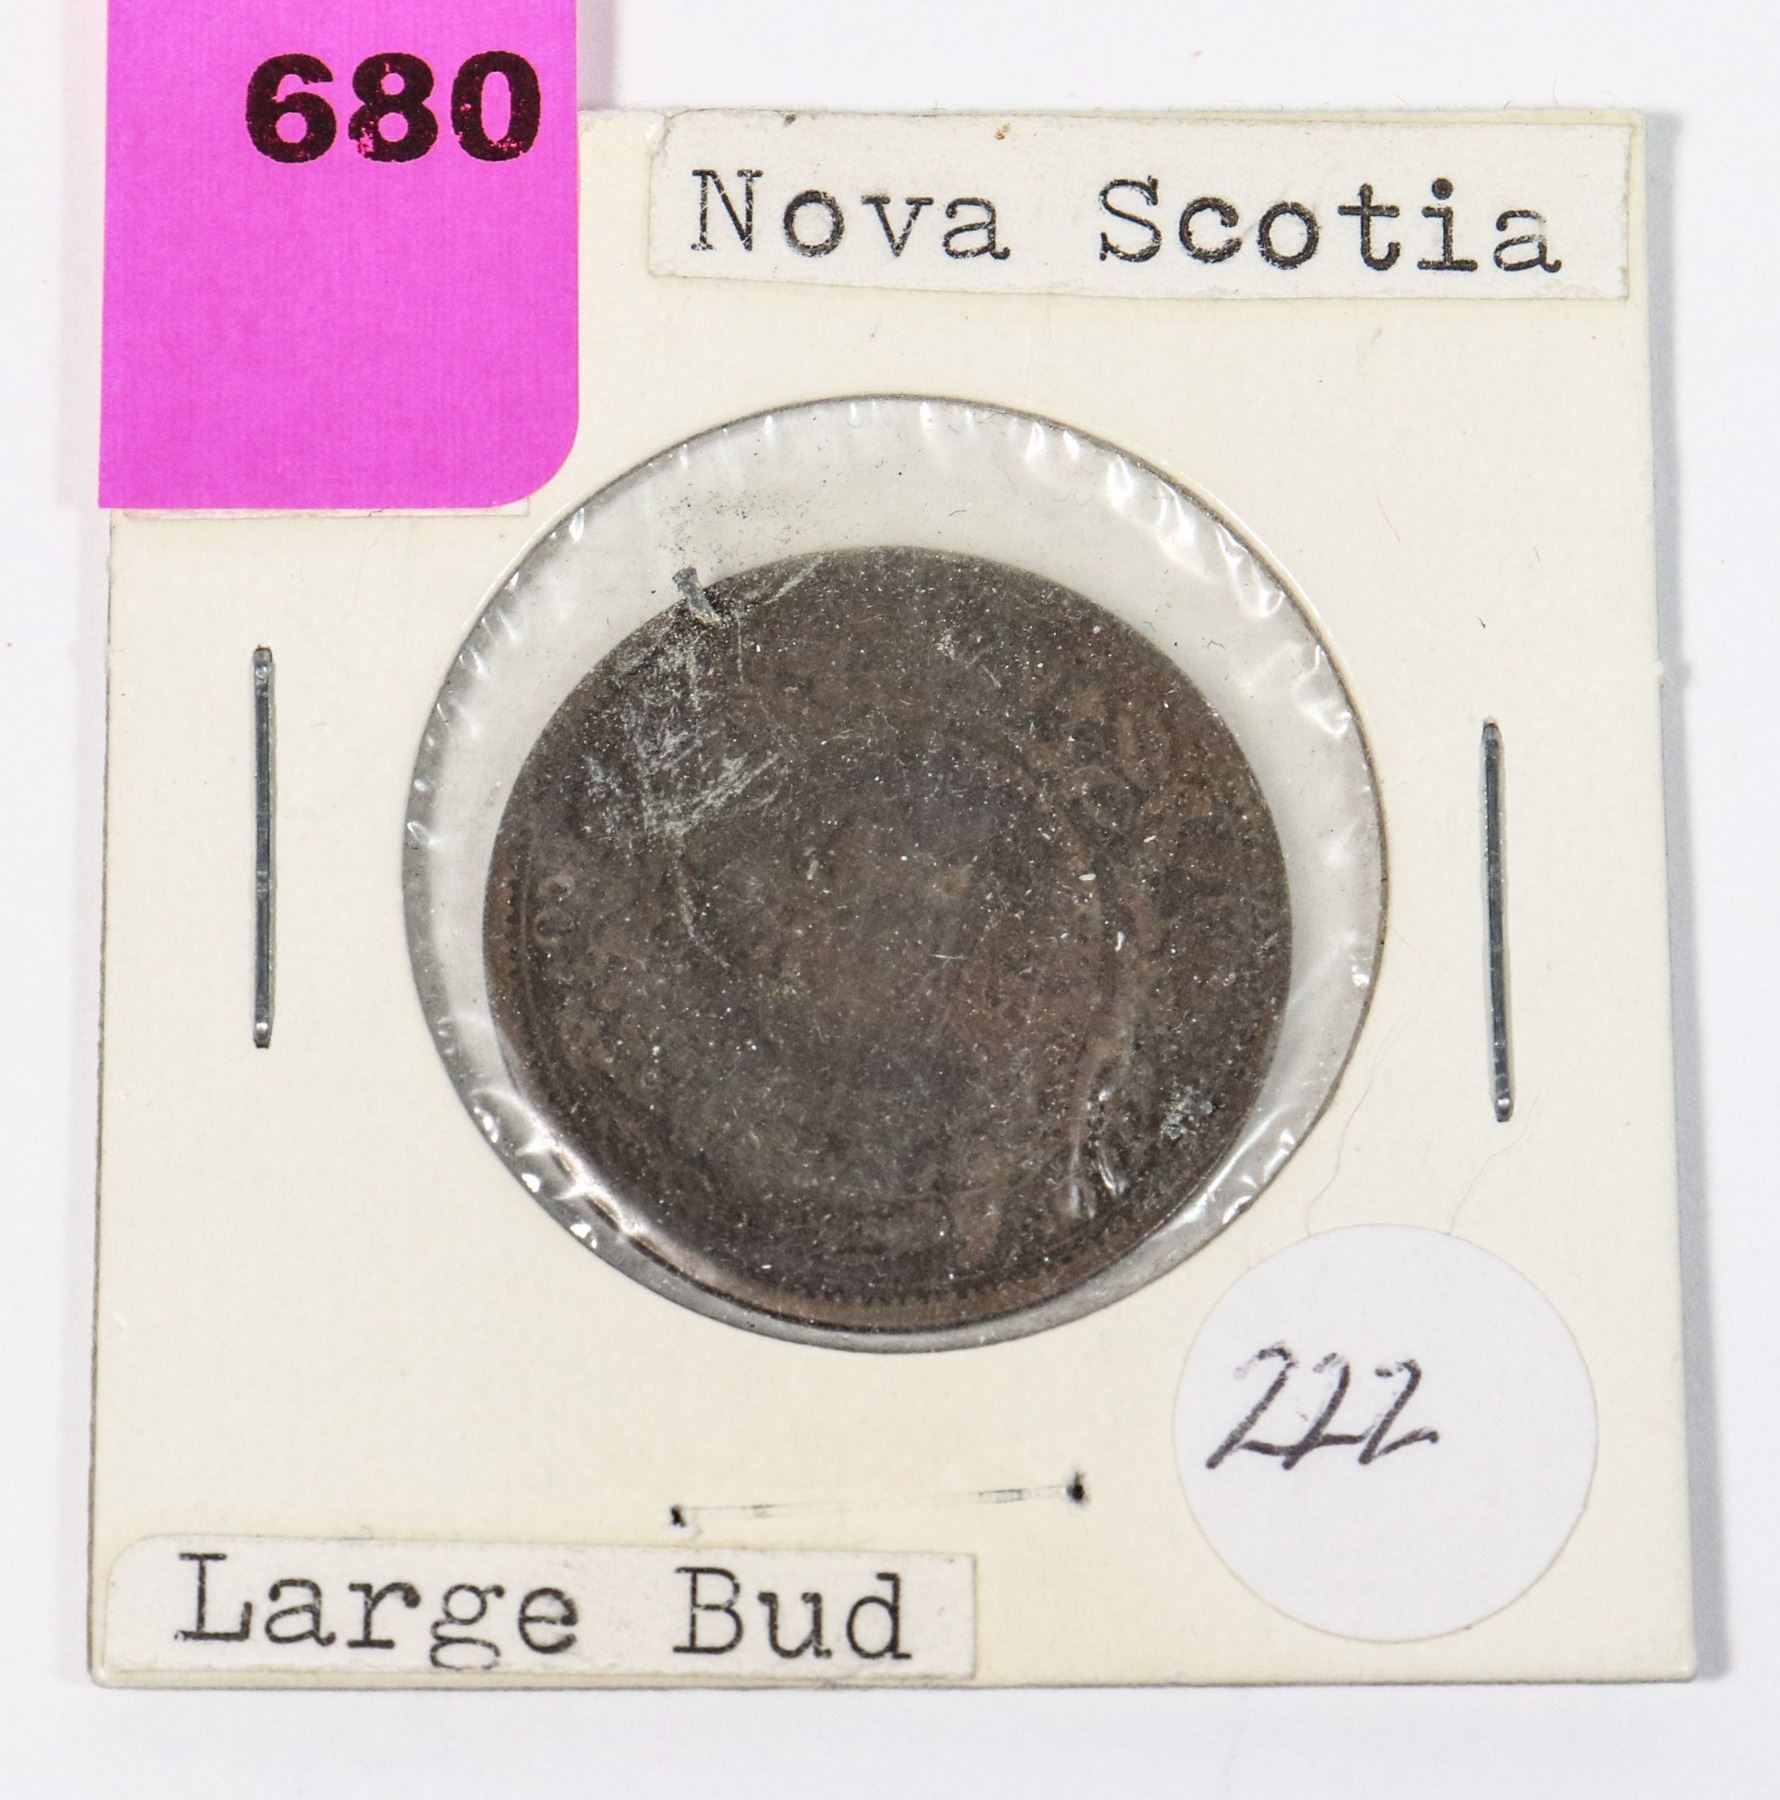 680
Nova Scotia
222
Large Bud